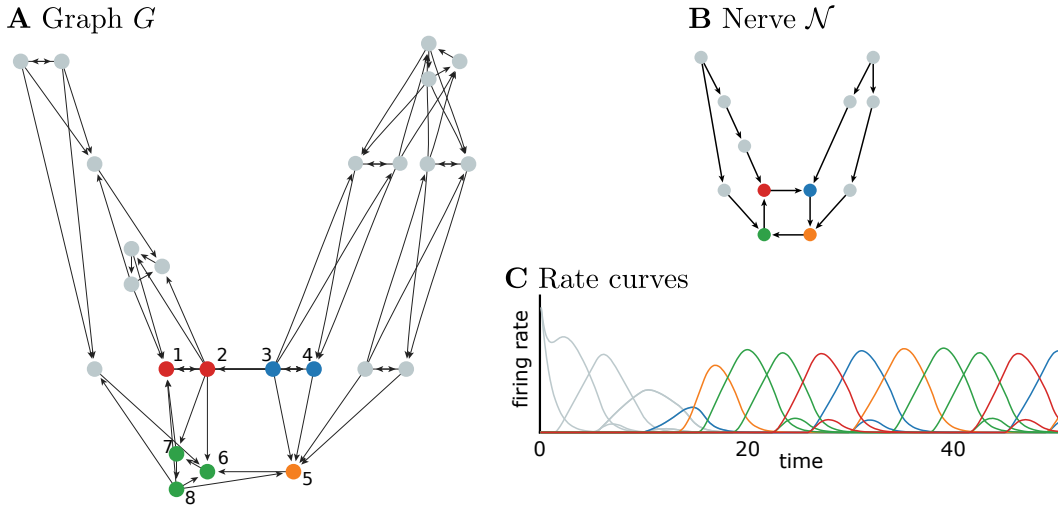 A Graph G
B Nerve 𝒩
1 2 3 4
7 6
5
8
C Rate curves
firing rate
0 20 40
time